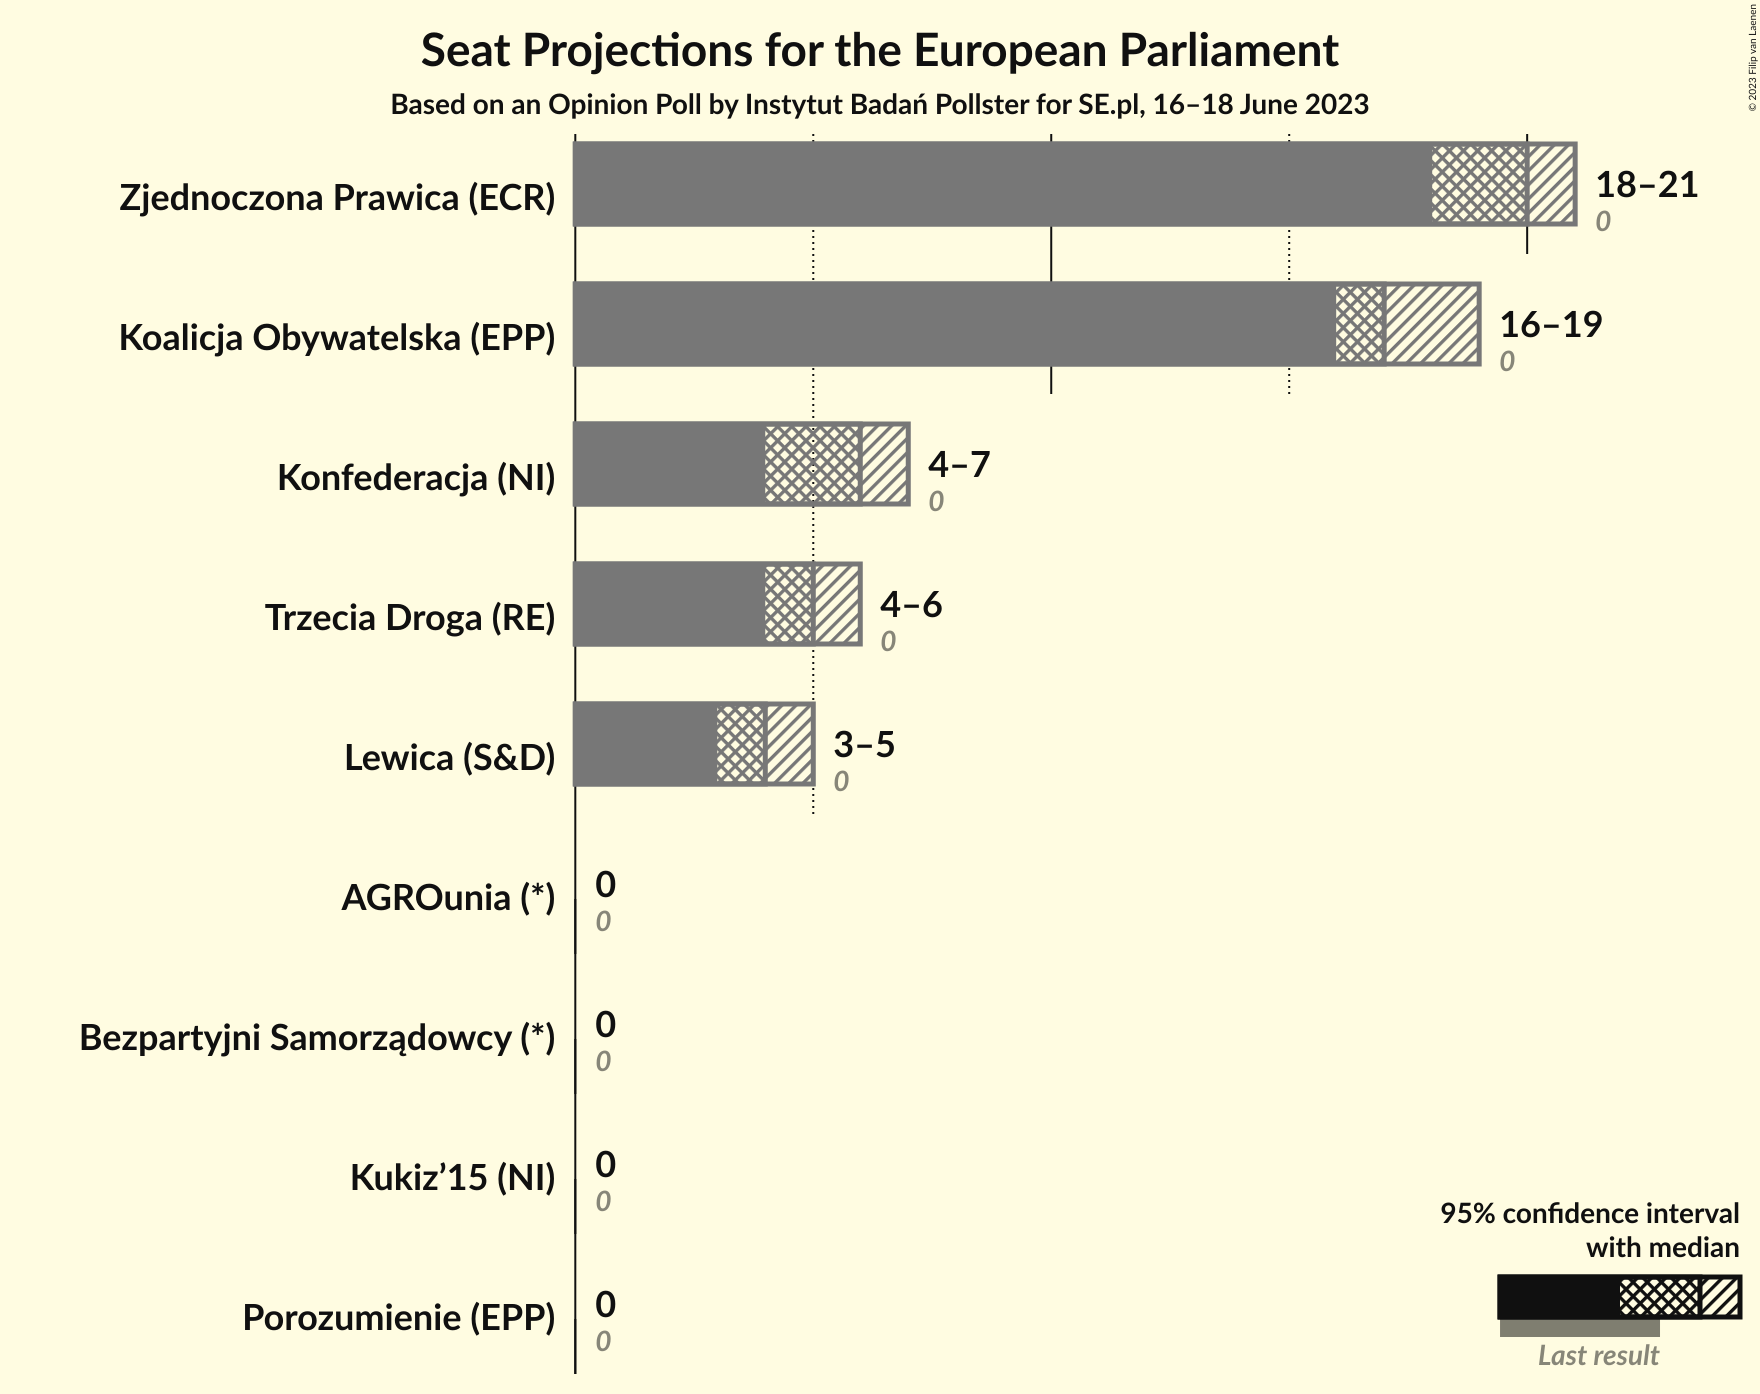 Seat Projections for the European Parliament
Based on an Opinion Poll by Instytut Badań Pollster for SE.pl, 16–18 June 2023
© 2023 Filip van Laenen
Zjednoczona Prawica (ECR)
18–21
0
Koalicja Obywatelska (EPP)
16–19
0
Konfederacja (NI)
4–7
0
Trzecia Droga (RE)
4–6
0
Lewica (S&D)
3–5
0
AGROunia (*)
0
0
Bezpartyjni Samorządowcy (*)
0
0
Kukiz’15 (NI)
0
0
Porozumienie (EPP)
0
0
95% confidence interval
with median
Last result